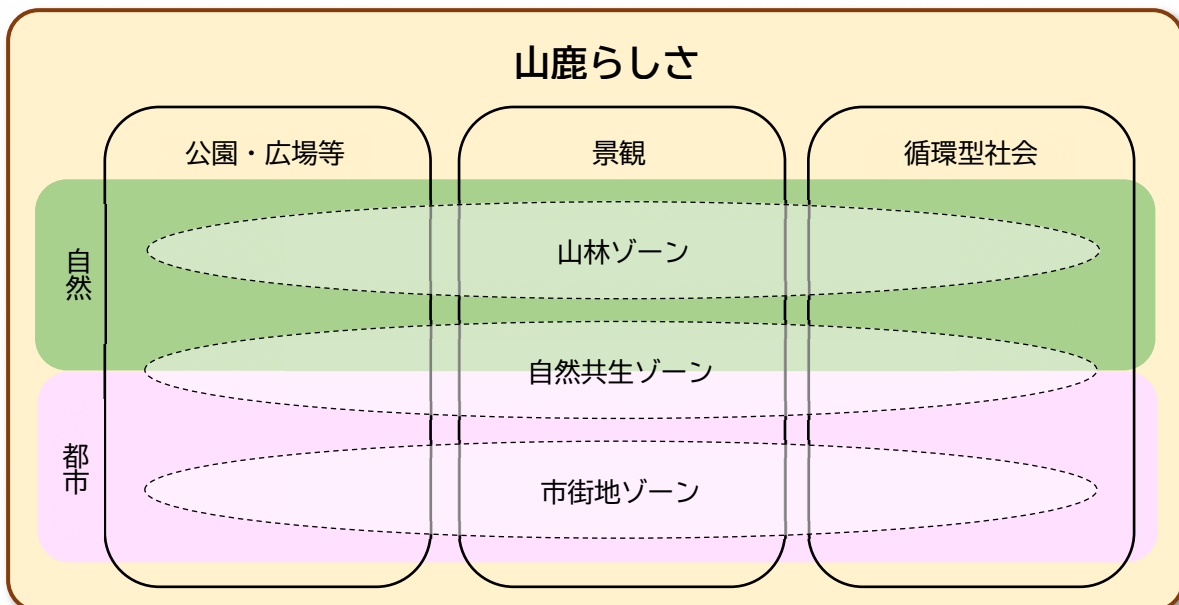 山鹿らしさ
公園・広場等
景観
循環型社会
自然
山林ゾーン
自然共生ゾーン
都市
市街地ゾーン